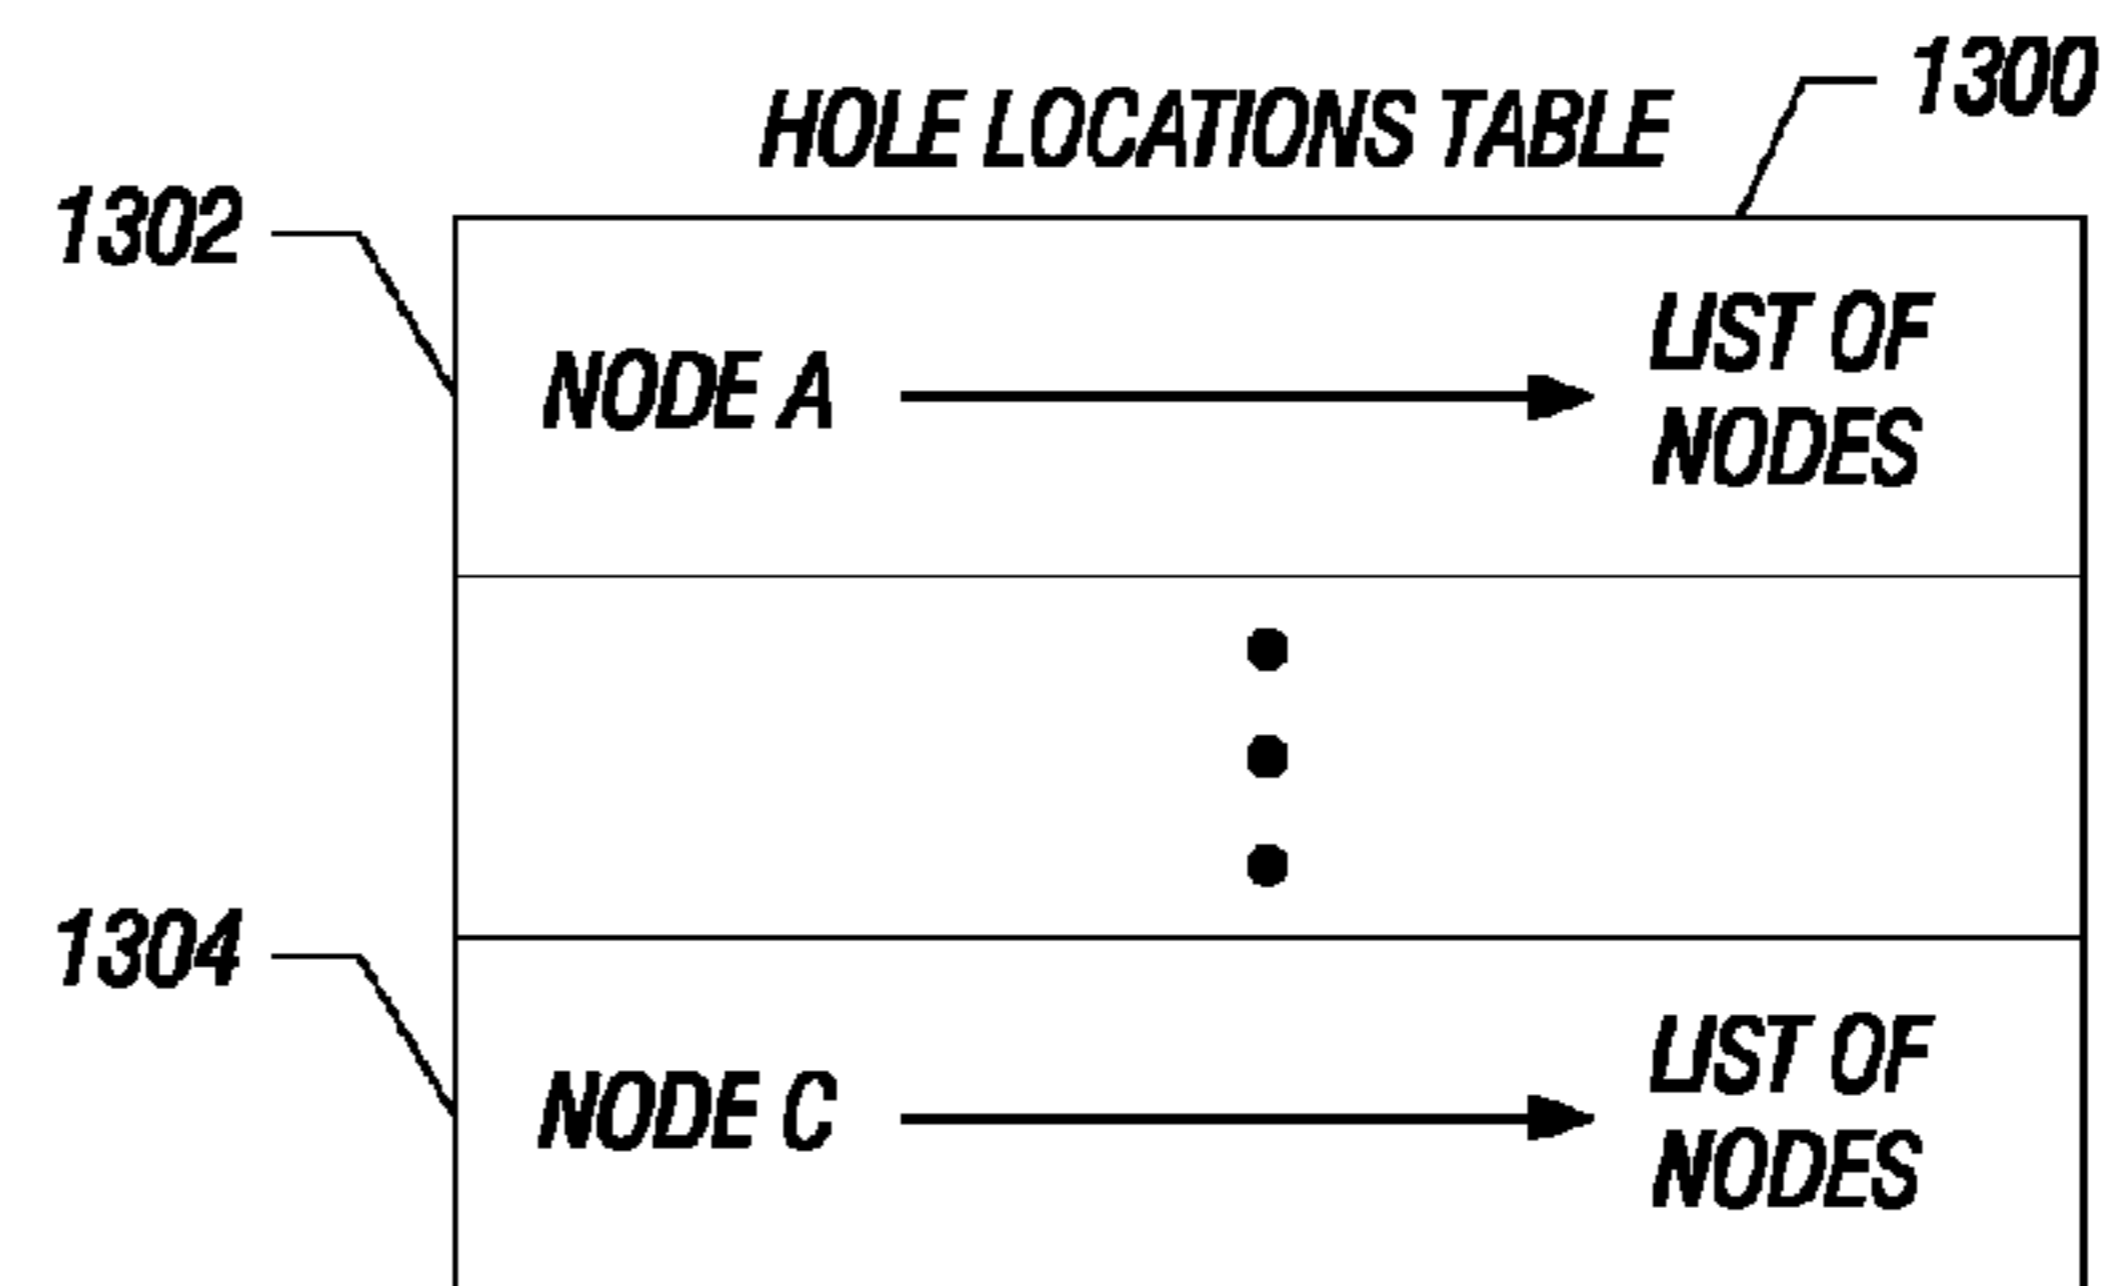 1300
HOLE LOCATIONS TABLE
1302
LIST OF
NODE A
NODES
1304
LIST OF
NODE C
NODES